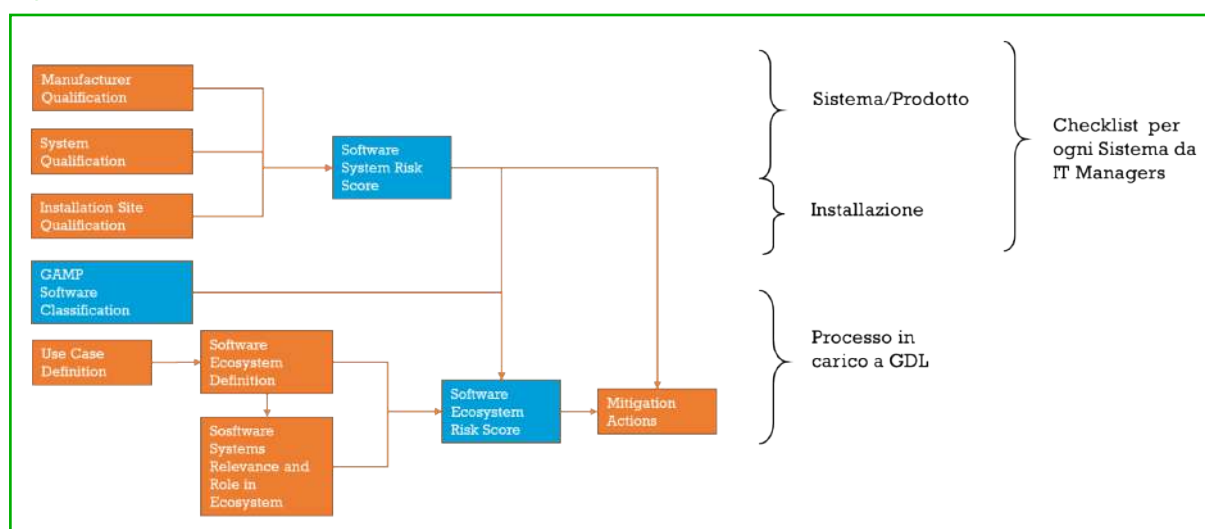 Manufacturer
Qualification
System
Qualification
Installation Site
Qualification
Software
System Risk
Score
GAMP
Software
Classification
Use Case
Definition
Software
Ecosystem
Definition
Sosftware
Systems
Relevance and
Role in
Ecosystem
Software
Ecosystem
Risk Score
Mitigation
Actions
Sistema/Prodotto
Installazione
Checklist per
ogni Sistema da
IT Managers
Processo in
carico a GDL